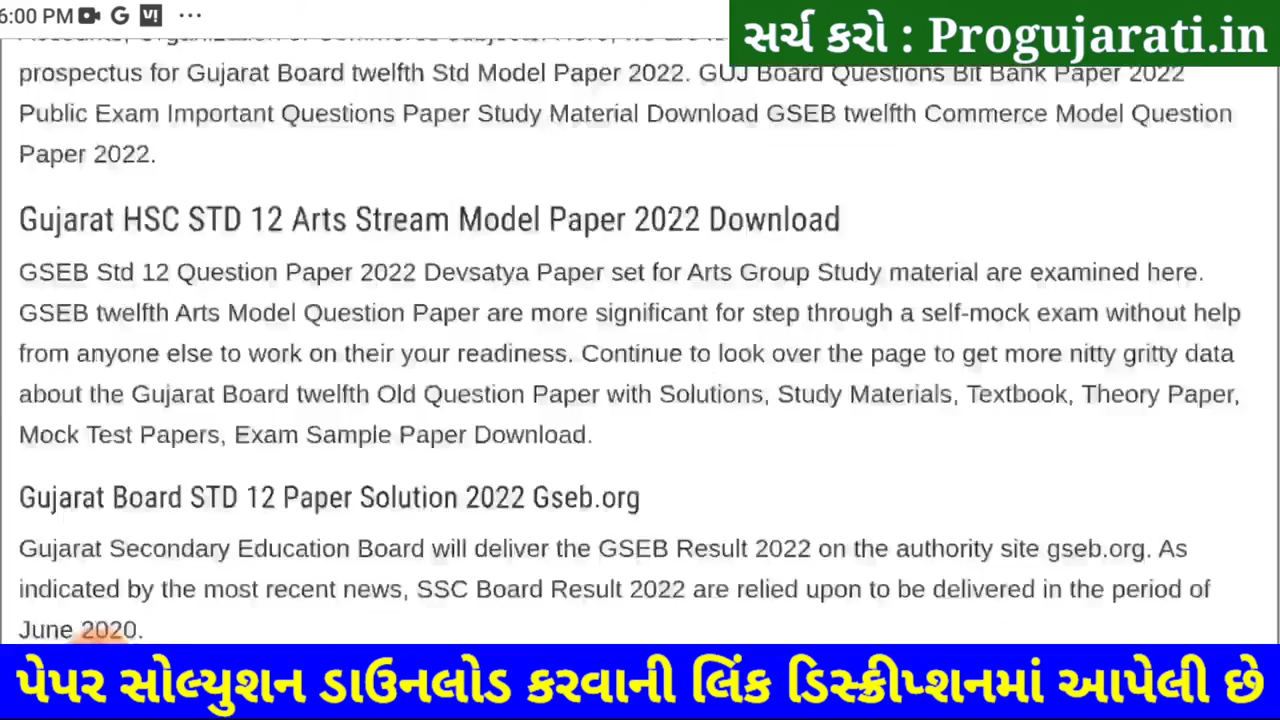 6:00 PM G
સર્ચ કરો : Progujarati.in
prospectus for Gujarat Board twelfth Std Model Paper 2022. GUJ Board Questions Bit Bank Paper 2022
Public Exam Important Questions Paper Study Material Download GSEB twelfth Commerce Model Question
Paper 2022.
Gujarat HSC STD 12 Arts Stream Model Paper 2022 Download
GSEB Std 12 Question Paper 2022 Devsatya Paper set for Arts Group Study material are examined here.
GSEB twelfth Arts Model Question Paper are more significant for step through a self-mock exam without help
from anyone else to work on their your readiness. Continue to look over the page to get more nitty gritty data
about the Gujarat Board twelfth Old Question Paper with Solutions, Study Materials, Textbook, Theory Paper,
Mock Test Papers, Exam Sample Paper Download.
Gujarat Board STD 12 Paper Solution 2022 Gseb.org
Gujarat Secondary Education Board will deliver the GSEB Result 2022 on the authority site gseb.org. As
indicated by the most recent news, SSC Board Result 2022 are relied upon to be delivered in the period of
June 2020.
પેપર સોલ્યુશન ડાઉનલોડ કરવાની લિંક ડિસ્ક્રીપ્શનમાં આપેલી છે